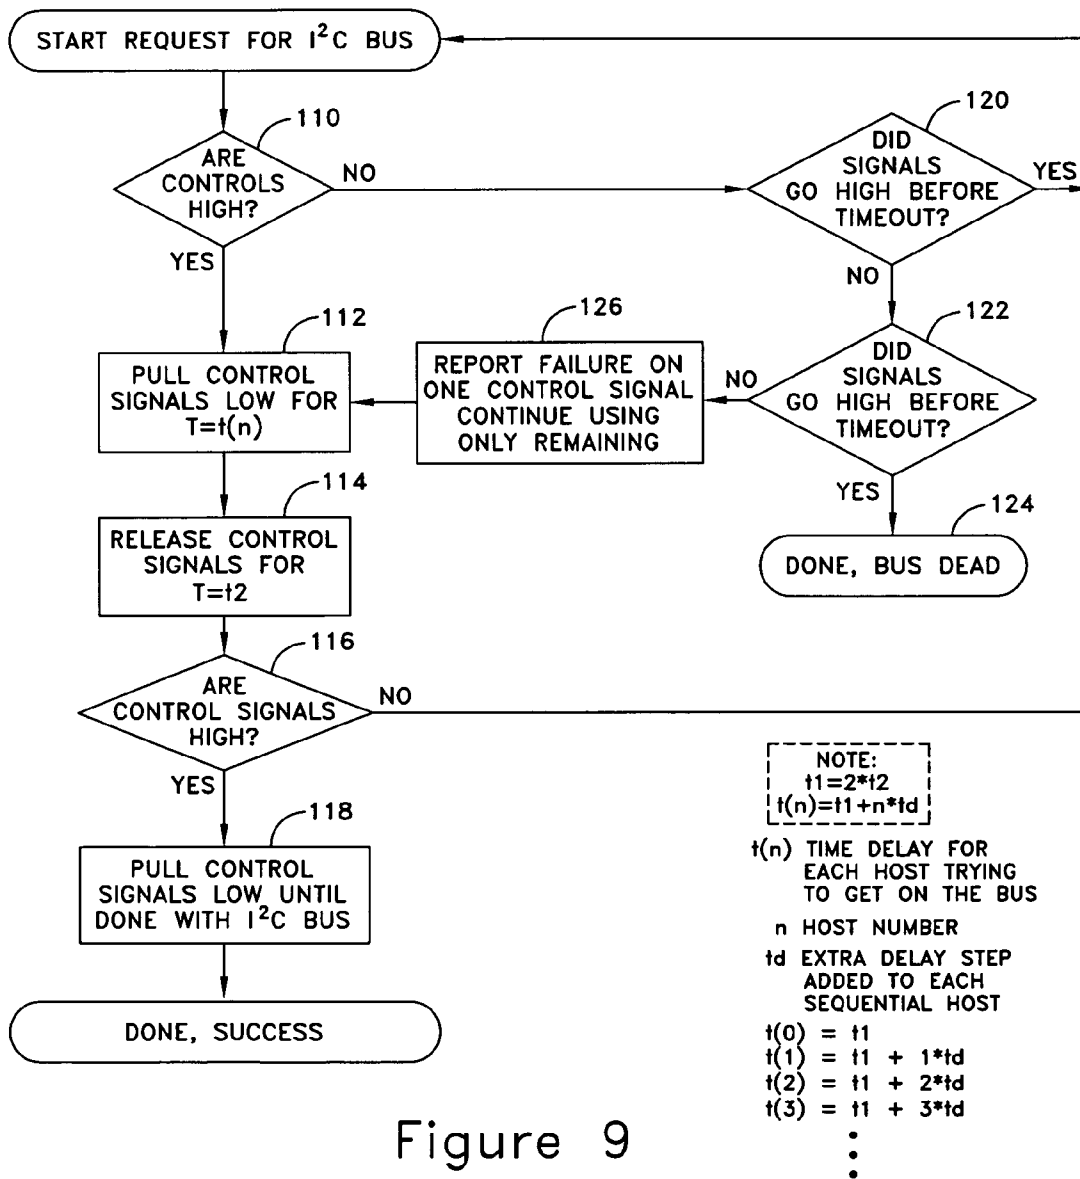 START REQUEST FOR I²C BUS
110
ARE
CONTROLS
HIGH?
NO
YES
120
DID
SIGNALS
GO HIGH BEFORE
TIMEOUT?
YES
NO
112
PULL CONTROL
SIGNALS LOW FOR
T=t(n)
126
REPORT FAILURE ON
ONE CONTROL SIGNAL
CONTINUE USING
ONLY REMAINING
122
DID
SIGNALS
GO HIGH BEFORE
TIMEOUT?
NO
YES
114
RELEASE CONTROL
SIGNALS FOR
T=t2
124
DONE, BUS DEAD
116
ARE
CONTROL SIGNALS
HIGH?
NO
YES
118
PULL CONTROL
SIGNALS LOW UNTIL
DONE WITH I²C BUS
DONE, SUCCESS
NOTE:
t1=2*t2
t(n)=t1+n*td
t(n) TIME DELAY FOR
EACH HOST TRYING
TO GET ON THE BUS
n HOST NUMBER
td EXTRA DELAY STEP
ADDED TO EACH
SEQUENTIAL HOST
t(0) = t1
t(1) = t1 + 1*td
t(2) = t1 + 2*td
t(3) = t1 + 3*td
Figure 9